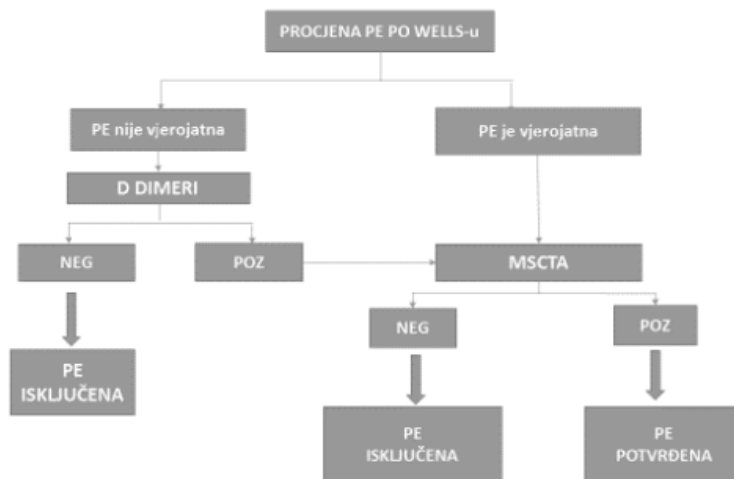 PROCJENA PE PO WELLS-u
PE nije vjerojatna
PE je vjerojatna
D DIMERI
NEG
POZ
MSCTA
NEG
POZ
PE
ISKLJUČENA
PE
ISKLJUČENA
PE
POTVRĐENA